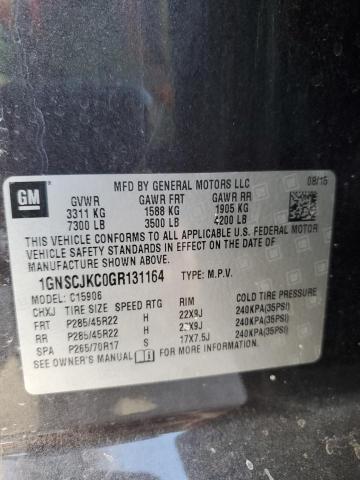 GM
MFD BY GENERAL MOTORS LLC 08/15
GVWR GAWR FRT GAWR RR
3311 KG 1588 KG 1905 KG
7300 LB 3500 LB 4200 LB
THIS VEHICLE CONFORMS TO ALL APPLICABLE U.S. FEDERAL MOTOR
VEHICLE SAFETY, BUMPER, AND THEFT PREVENTION STANDARDS IN
EFFECT ON THE DATE OF MANUFACTURE SHOWN ABOVE.
1GNSCJKC0GR131164 TYPE: M.P.V.
MODEL: C15906
CHXJ TIRE SIZE SPEED RTG RIM COLD TIRE PRESSURE
FRT P285/45R22 H 22X9J 240KPA(35PSI)
RR P285/45R22 H 22X9J 240KPA(35PSI)
SPA P265/70R17 S 17X7.5J 240KPA(35PSI)
SEE OWNER'S MANUAL FOR MORE INFORMATION.